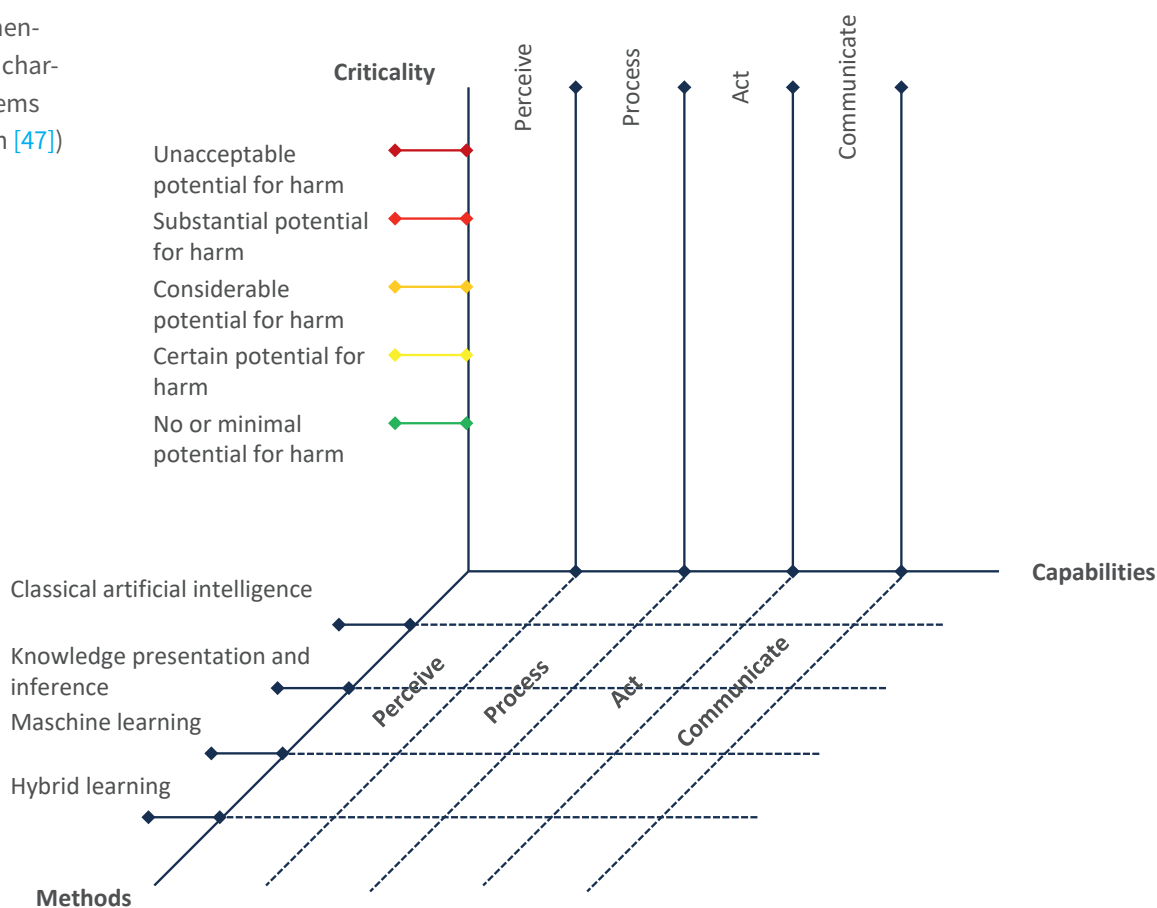 men-
char-
ems
[47])
Criticality
Perceive
Process
Act
Communicate
Unacceptable
potential for harm
Substantial potential
for harm
Considerable
potential for harm
Certain potential for
harm
No or minimal
potential for harm
Capabilities
Classical artificial intelligence
Knowledge presentation and
inference
Maschine learning
Hybrid learning
Perceive
Process
Act
Communicate
Methods